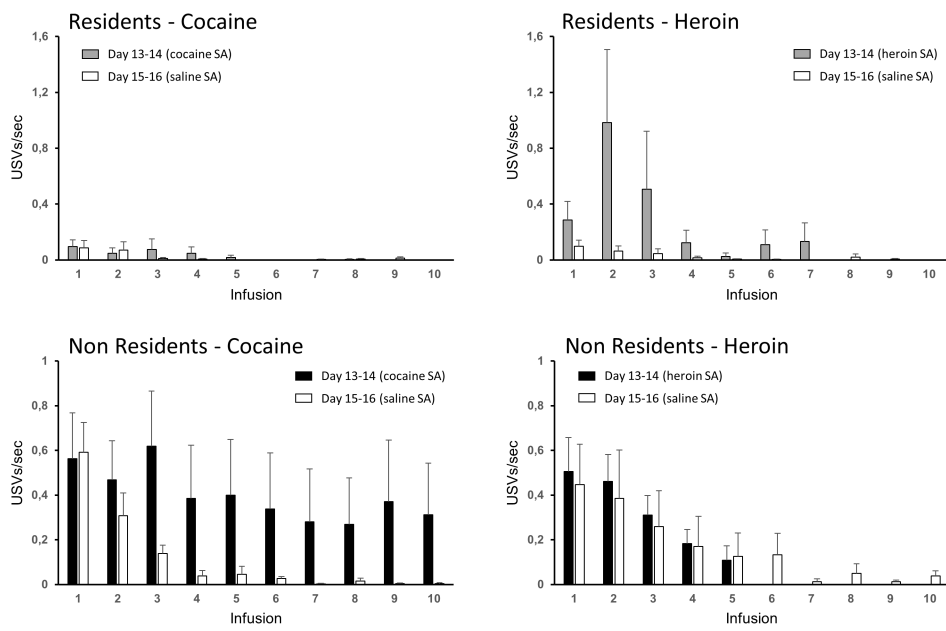 Residents - Cocaine
1,6
1,2
0,8
0,4
0
USVs/sec
Day 13-14 (cocaine SA)
Day 15-16 (saline SA)
1 2 3 4 5 6 7 8 9 10
Infusion
Residents - Heroin
1,6
1,2
0,8
0,4
0
USVs/sec
Day 13-14 (heroin SA)
Day 15-16 (saline SA)
1 2 3 4 5 6 7 8 9 10
Infusion
Non Residents - Cocaine
1
0,8
0,6
0,4
0,2
0
USVs/sec
Day 13-14 (cocaine SA)
Day 15-16 (saline SA)
1 2 3 4 5 6 7 8 9 10
Infusion
Non Residents - Heroin
1
0,8
0,6
0,4
0,2
0
USVs/sec
Day 13-14 (heroin SA)
Day 15-16 (saline SA)
1 2 3 4 5 6 7 8 9 10
Infusion